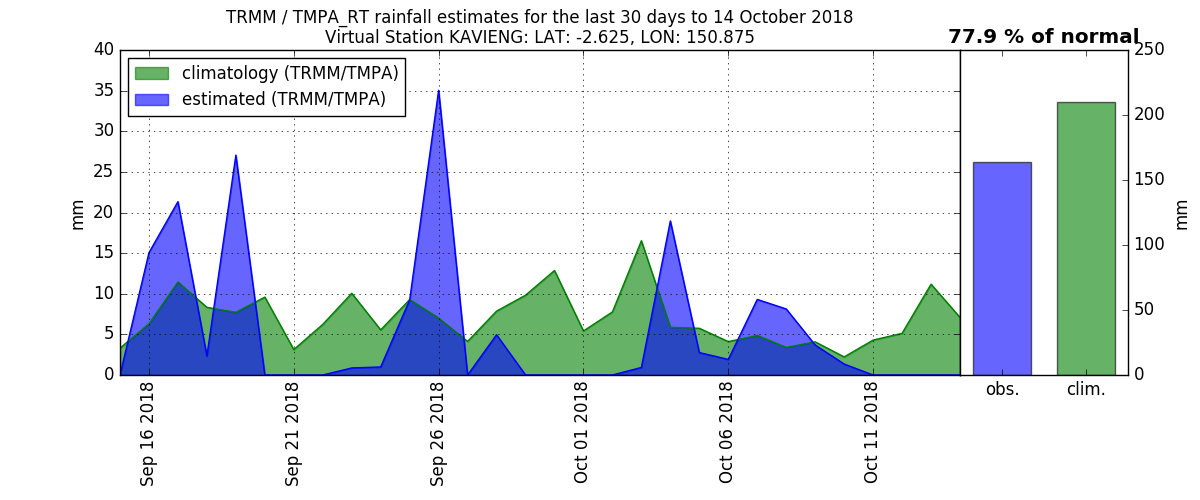 TRMM / TMPA_RT rainfall estimates for the last 30 days to 14 October 2018
Virtual Station KAVIENG: LAT: -2.625, LON: 150.875
77.9 % of normal
climatology (TRMM/TMPA)
estimated (TRMM/TMPA)
mm
40
35
30
25
20
15
10
5
0
Sep 16 2018
Sep 21 2018
Sep 26 2018
Oct 01 2018
Oct 06 2018
Oct 11 2018
250
200
150
100
50
0
mm
obs.
clim.